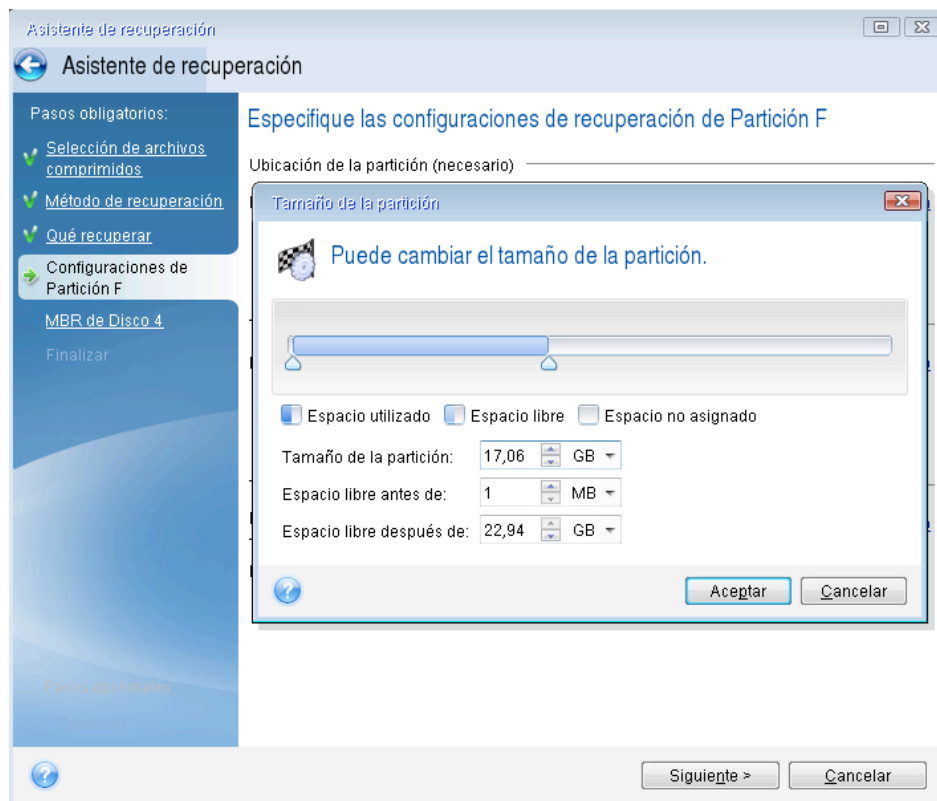 Asistente de recuperación
Asistente de recuperación
Pasos obligatorios:
Selección de archivos
comprimidos
Método de recuperación
Qué recuperar
Configuraciones de
Partición F
MBR de Disco 4
Finalizar
Especifique las configuraciones de recuperación de Partición F
Ubicación de la partición (necesario)
Tamaño de la partición
Puede cambiar el tamaño de la partición.
Espacio utilizado Espacio libre Espacio no asignado
Tamaño de la partición: 17,06 GB
Espacio libre antes de: 1 MB
Espacio libre después de: 22,94 GB
Aceptar Cancelar
Siguiente > Cancelar